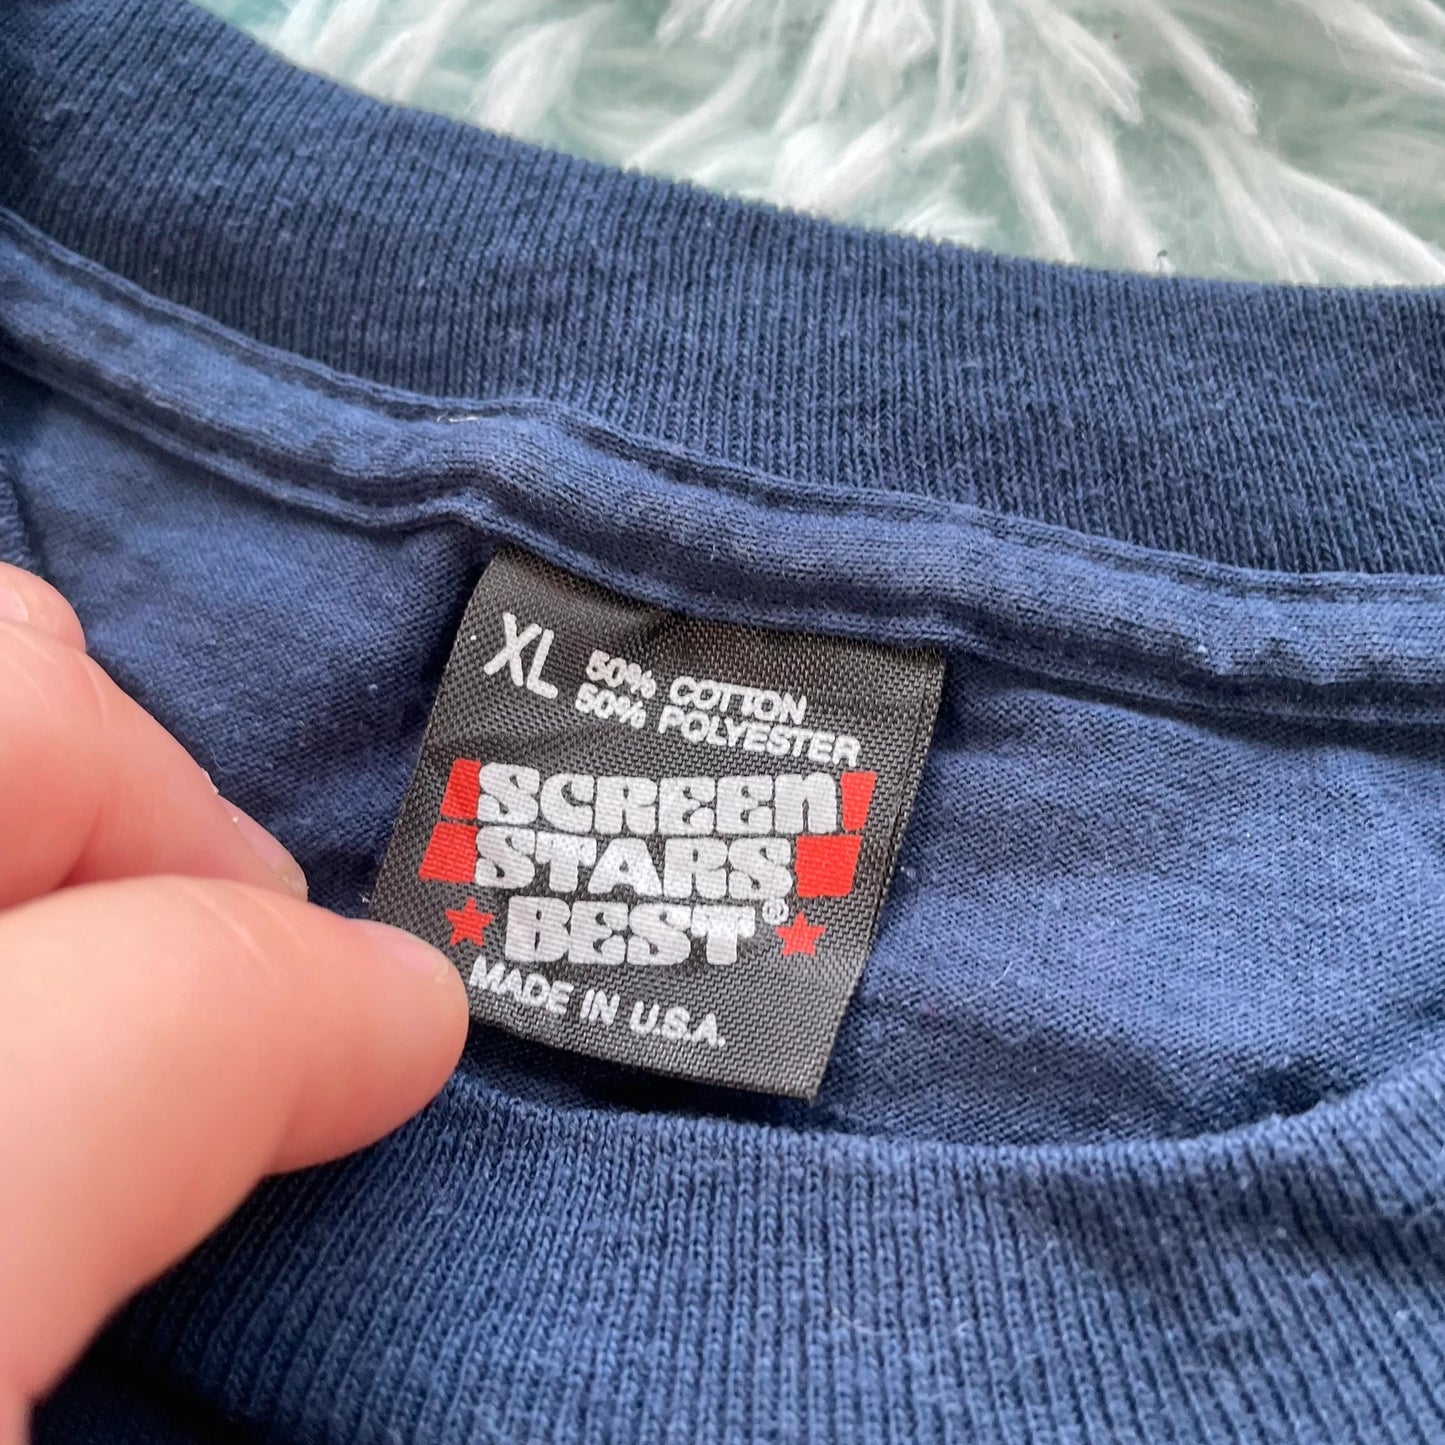 XL 50% COTTON
50% POLYESTER
SCREEN
STARS
BEST®
MADE IN U.S.A.